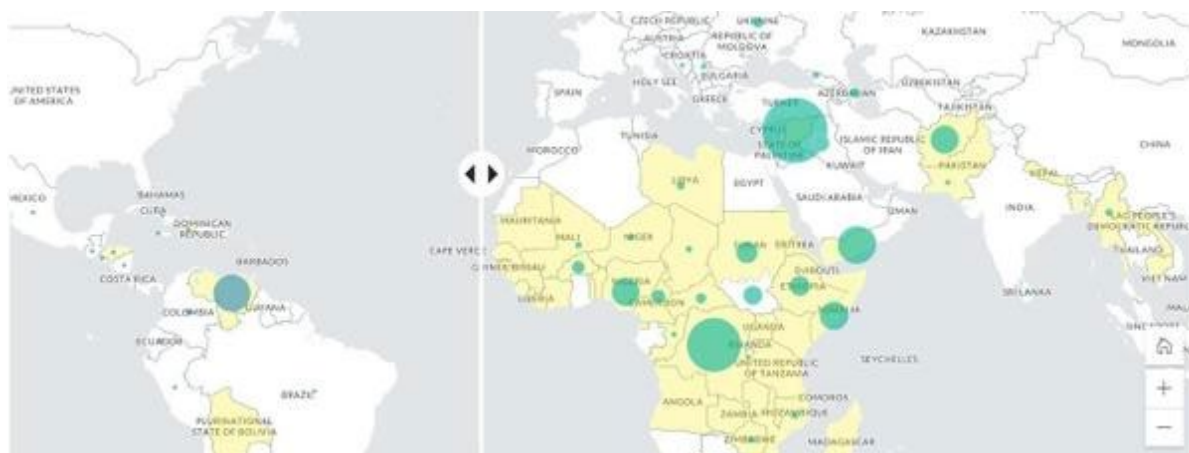 CZECH REPUBLIC
UKRAINE
AUSTRIA
REPUBLIC OF
MOLDOVA
KAZAKHSTAN
MONGOLIA
CROATIA
HOLY SEE
BULGARIA
UNITED STATES
OF AMERICA
SPAIN
GREECE
TURKEY
AZERBAIJAN
UZBEKISTAN
TAJIKISTAN
CYPRUS
STATE OF
PALESTINE
TUNISIA
MOROCCO
ISLAMIC REPUBLIC
OF IRAN
CHINA
KUWAIT
PAKISTAN
LIBYA
EGYPT
NEPAL
BAHAMAS
MEXICO
CUBA
SAUDI ARABIA
OMAN
INDIA
DOMINICAN
REPUBLIC
MAURITANIA
LAO PEOPLE'S
DEMOCRATIC REPUBLIC
MALI
NIGER
SUDAN
ERITREA
CAPE VERDE
THAILAND
BARBADOS
GUINEA-BISSAU
DJIBOUTI
VIET NAM
COSTA RICA
NIGERIA
ETHIOPIA
LIBERIA
CAMEROON
SRI LANKA
COLOMBIA
GUYANA
SOMALIA
UGANDA
ECUADOR
RWANDA
SEYCHELLES
UNITED REPUBLIC
OF TANZANIA
BRAZIL
ANGOLA
COMOROS
ZAMBIA
MOZAMBIQUE
PLURINATIONAL
STATE OF BOLIVIA
ZIMBABWE
MADAGASCAR
+
−